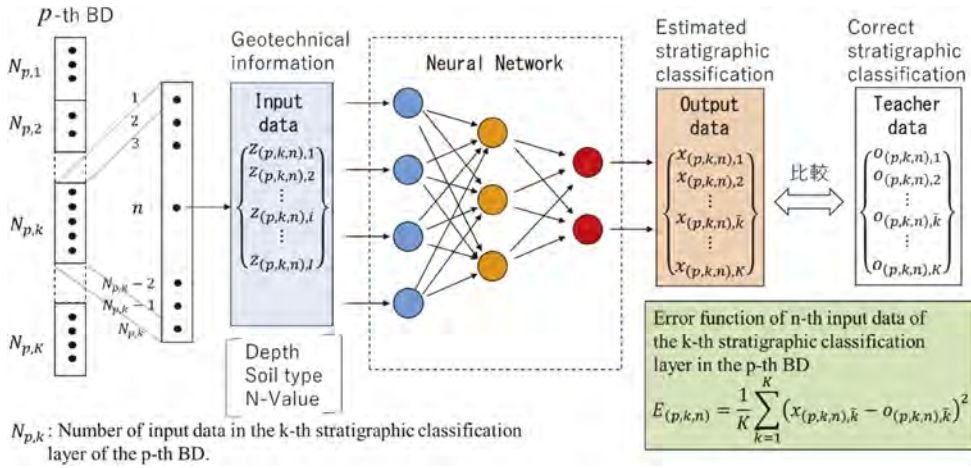 p-th BD
N_{p,1}
N_{p,2}
N_{p,k}
N_{p,K}
1
2
3
n
N_{p,k} − 2
N_{p,k} − 1
N_{p,k}
Geotechnical
information
Input
data
z_{(p,k,n),1}
z_{(p,k,n),2}
⋮
z_{(p,k,n),i}
⋮
z_{(p,k,n),I}
Depth
Soil type
N-Value
Neural Network
Estimated
stratigraphic
classification
Output
data
x_{(p,k,n),1}
x_{(p,k,n),2}
⋮
x_{(p,k,n),k̄}
⋮
x_{(p,k,n),K}
比較
Correct
stratigraphic
classification
Teacher
data
o_{(p,k,n),1}
o_{(p,k,n),2}
⋮
o_{(p,k,n),k̄}
⋮
o_{(p,k,n),K}
Error function of n-th input data of
the k-th stratigraphic classification
layer in the p-th BD
E_{(p,k,n)} = \frac{1}{K} \sum_{k=1}^{K} (x_{(p,k,n),k̄} − o_{(p,k,n),k̄})^2
N_{p,k} : Number of input data in the k-th stratigraphic classification
layer of the p-th BD.